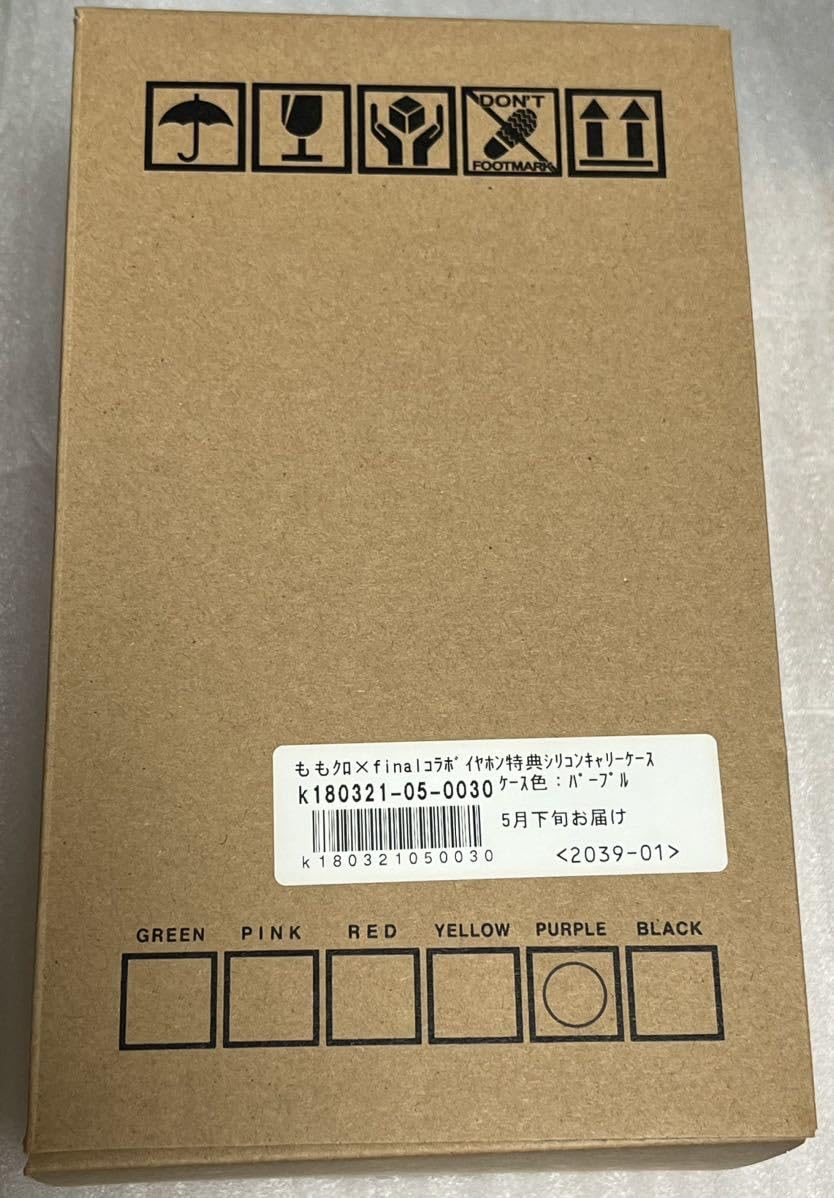 DON'T
FOOTMARK
ももクロ×finalコラボイヤホン特典シリコンキャリーケース
k180321-05-0030 ケース色：パープル
5月下旬お届け
k180321050030 <2039-01>
GREEN PINK RED YELLOW PURPLE BLACK